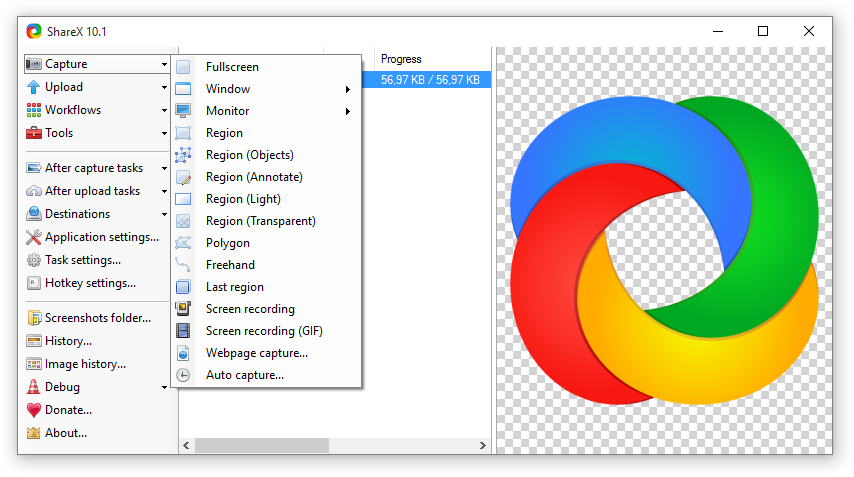 ShareX 10.1
Capture
Upload
Workflows
Tools
After capture tasks
After upload tasks
Destinations
Application settings...
Task settings...
Hotkey settings...
Screenshots folder...
History...
Image history...
Debug
Donate...
About...
Fullscreen
Window
Monitor
Region
Region (Objects)
Region (Annotate)
Region (Light)
Region (Transparent)
Polygon
Freehand
Last region
Screen recording
Screen recording (GIF)
Webpage capture...
Auto capture...
Progress
56,97 KB / 56,97 KB